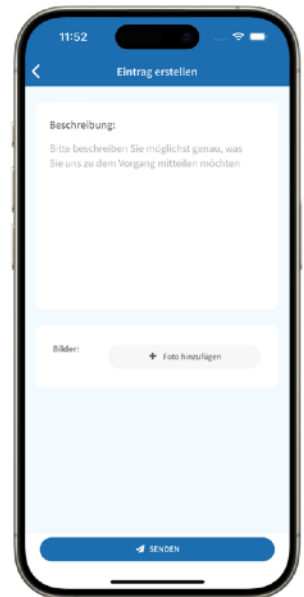 11:52
Eintrag erstellen
Beschreibung:
Bitte beschreiben Sie möglichst genau, was
Sie uns zu dem Vorgang mitteilen möchten
Bilder:
+ Foto hinzufügen
SENDEN